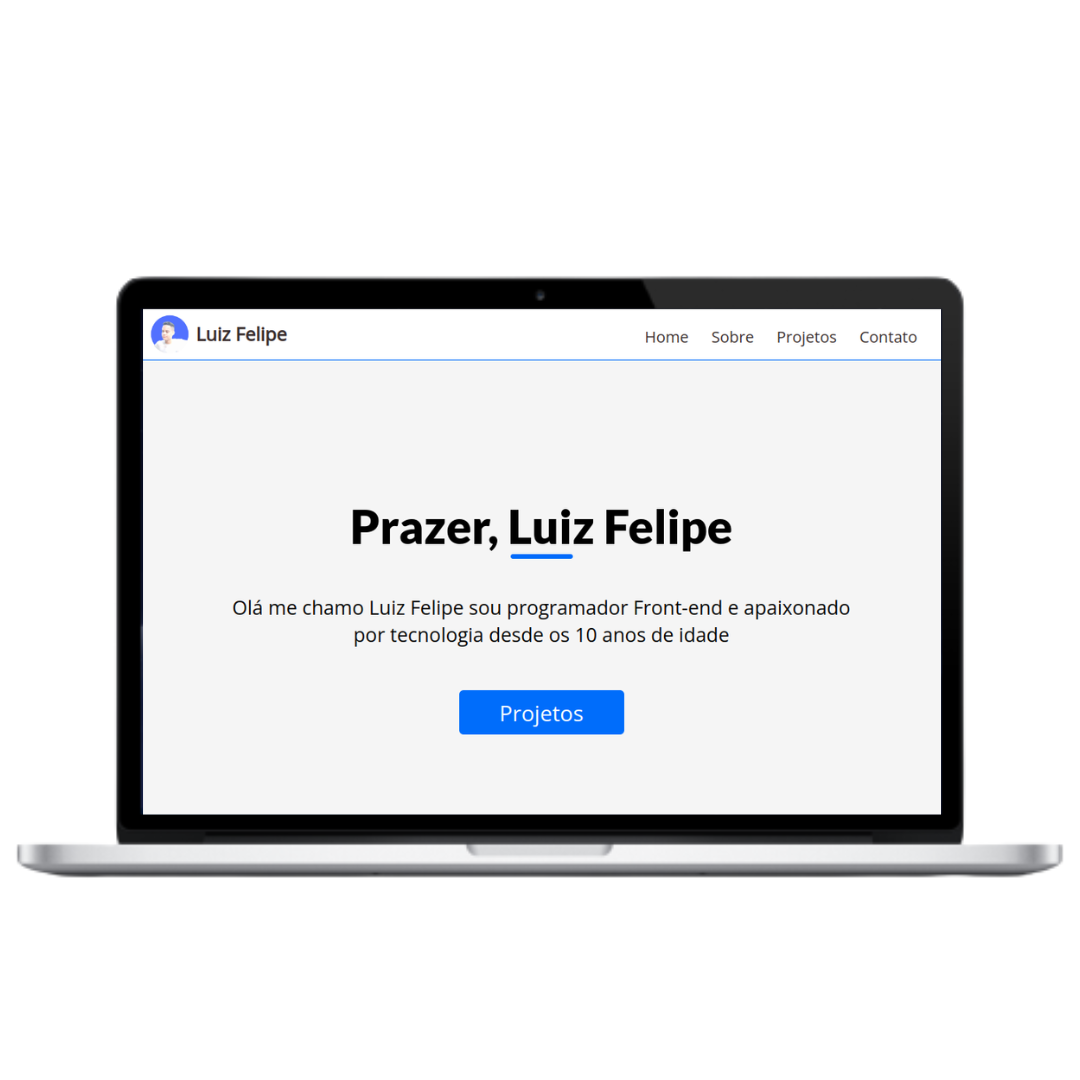 Luiz Felipe
Home Sobre Projetos Contato
Prazer, Luiz Felipe
Olá me chamo Luiz Felipe sou programador Front-end e apaixonado
por tecnologia desde os 10 anos de idade
Projetos